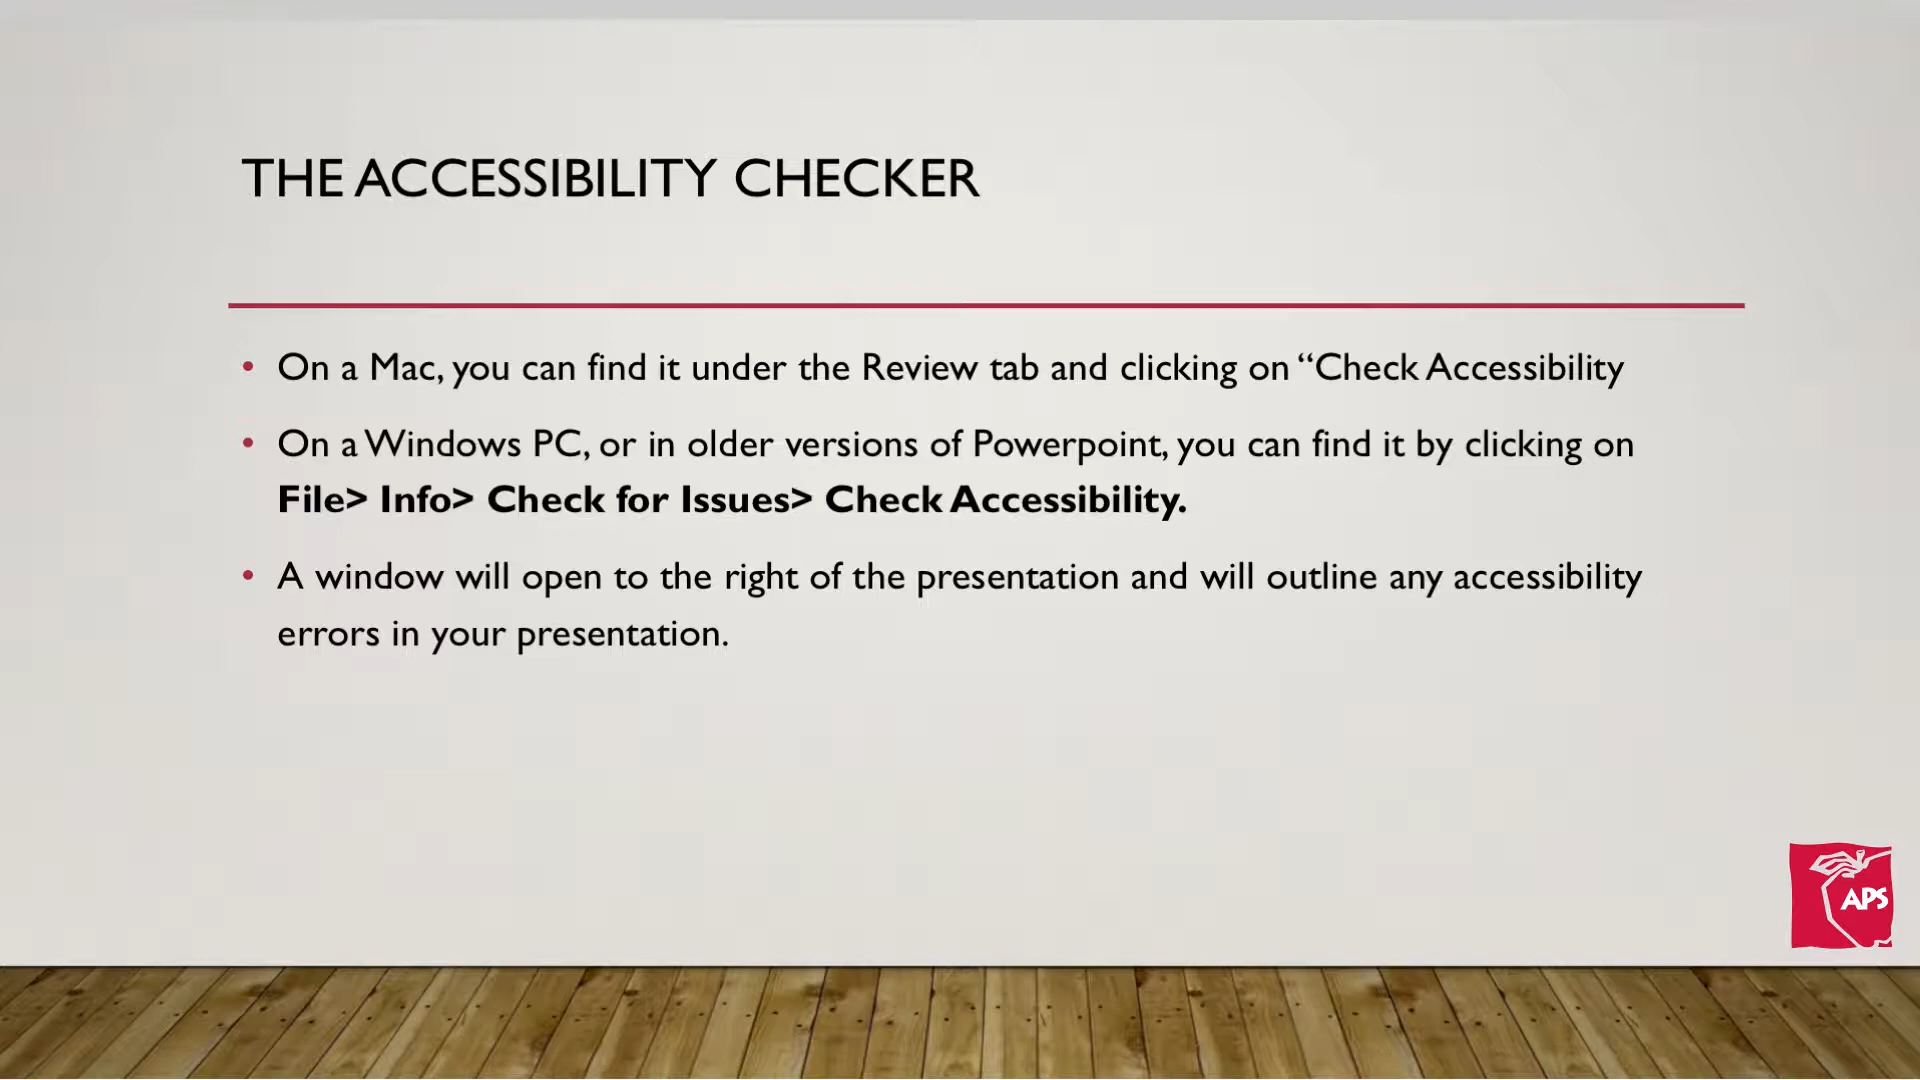 THE ACCESSIBILITY CHECKER
• On a Mac, you can find it under the Review tab and clicking on “Check Accessibility
• On a Windows PC, or in older versions of Powerpoint, you can find it by clicking on
File> Info> Check for Issues> Check Accessibility.
• A window will open to the right of the presentation and will outline any accessibility
errors in your presentation.
APS